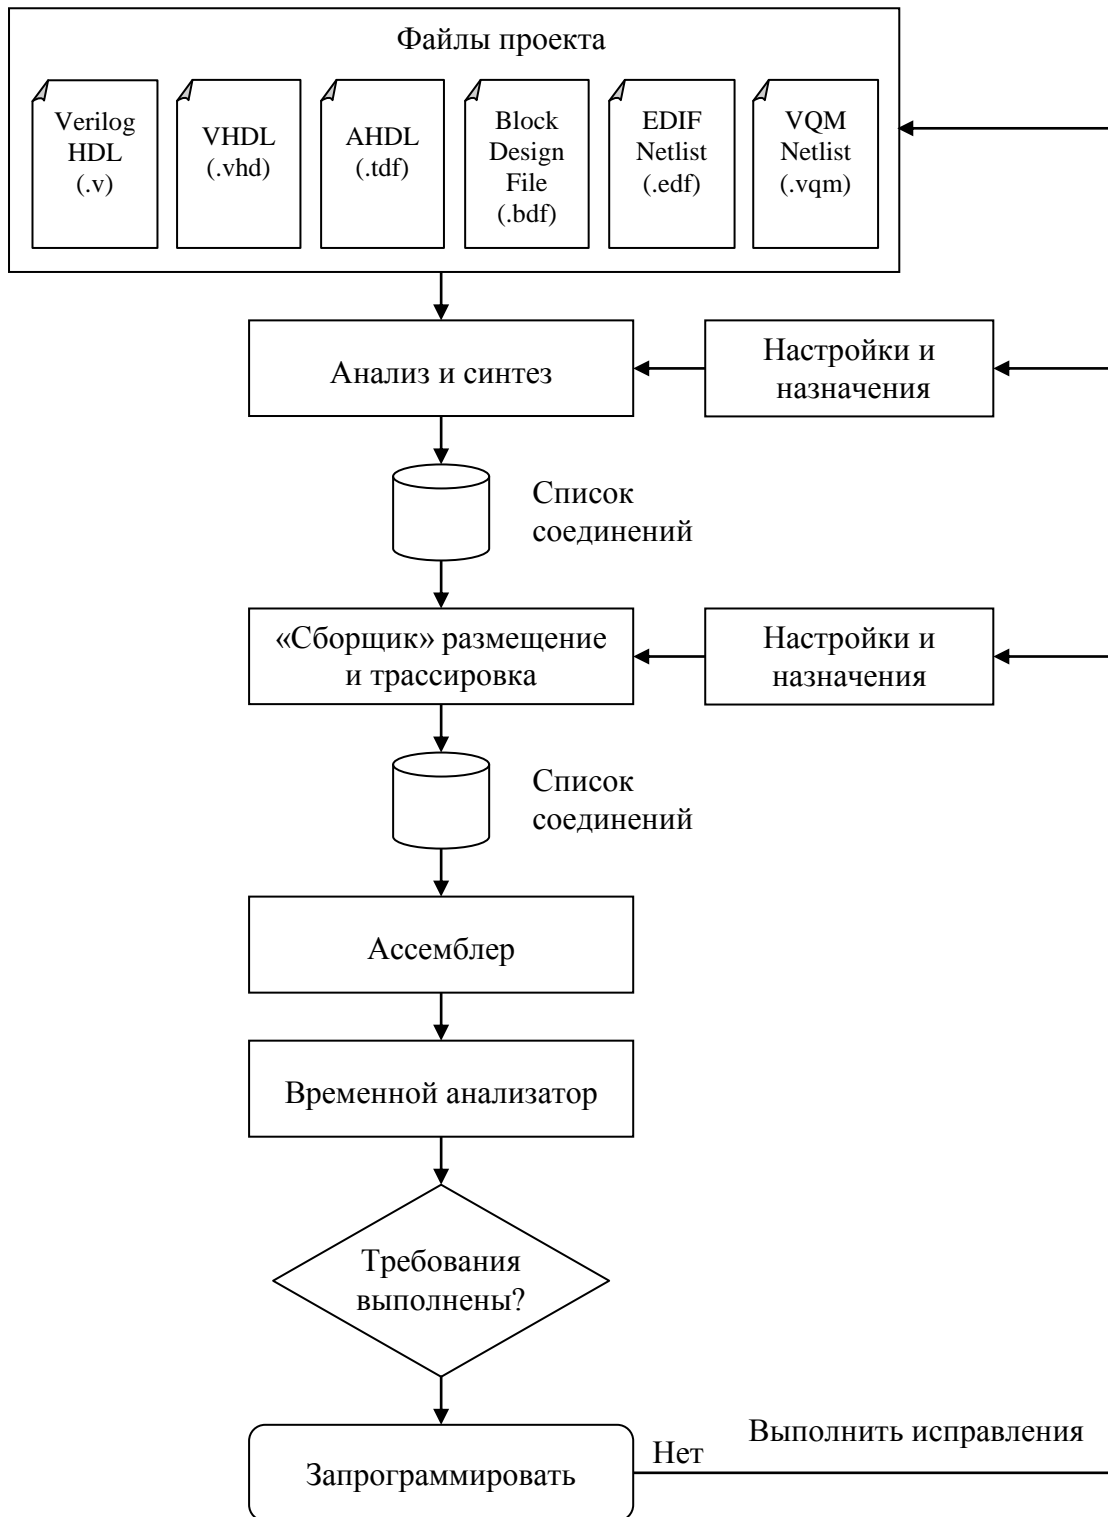 Файлы проекта
Verilog
HDL
(.v)
VHDL
(.vhd)
AHDL
(.tdf)
Block
Design
File
(.bdf)
EDIF
Netlist
(.edf)
VQM
Netlist
(.vqm)
Анализ и синтез
Настройки и
назначения
Список
соединений
«Сборщик» размещение
и трассировка
Настройки и
назначения
Список
соединений
Ассемблер
Временной анализатор
Требования
выполнены?
Запрограммировать
Нет
Выполнить исправления